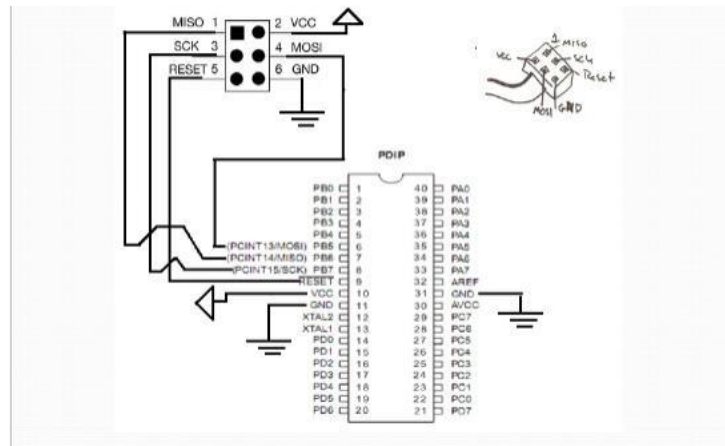 MISO 1 2 VCC
SCK 3 4 MOSI
RESET 5 6 GND
1 MISO
VCC SCK
Reset
MOSI GND
PDIP
PB0 1 40 PA0
PB1 2 39 PA1
PB2 3 38 PA2
PB3 4 37 PA3
PB4 5 36 PA4
(PCINT13/MOSI) PB5 6 35 PA5
(PCINT14/MISO) PB6 7 34 PA6
(PCINT15/SCK) PB7 8 33 PA7
RESET 9 32 AREF
VCC 10 31 GND
GND 11 30 AVCC
XTAL2 12 29 PC7
XTAL1 13 28 PC6
PD0 14 27 PC5
PD1 15 26 PC4
PD2 16 25 PC3
PD3 17 24 PC2
PD4 18 23 PC1
PD5 19 22 PC0
PD6 20 21 PD7